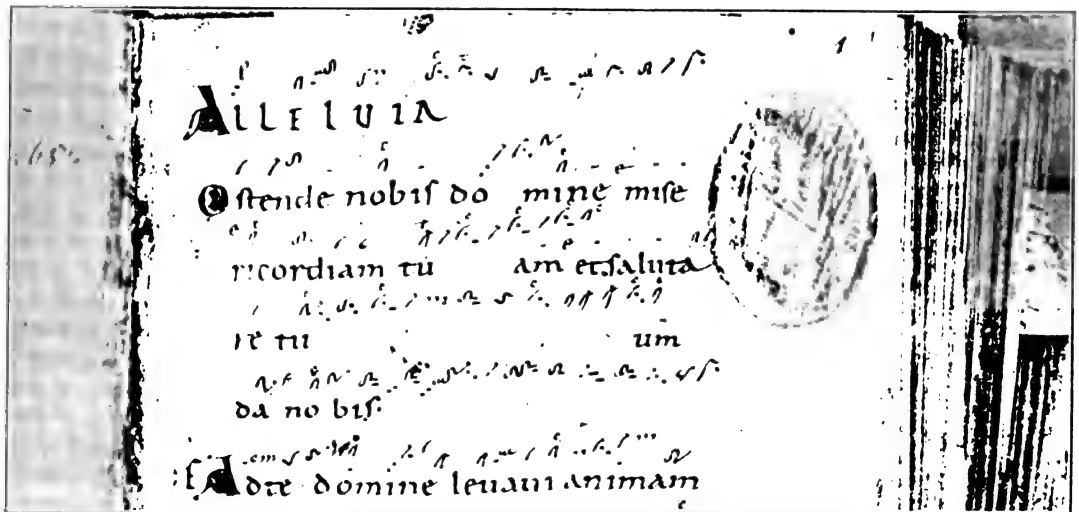 ALLELUIA
Ostende nobis do mine mise
ricordiam tu am et saluta
re tu um
da no bis.
Ad te domine levavi animam